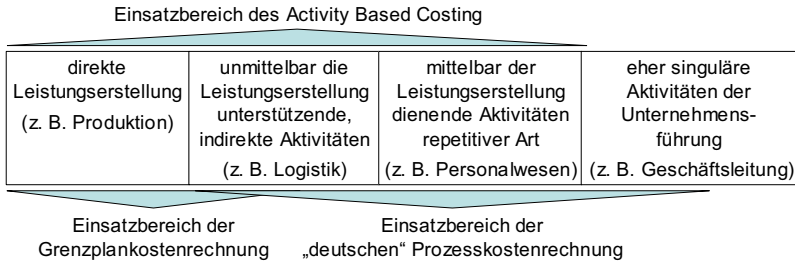 Einsatzbereich des Activity Based Costing
direkte
Leistungserstellung
(z. B. Produktion)
unmittelbar die
Leistungserstellung
unterstützende,
indirekte Aktivitäten
(z. B. Logistik)
mittelbar der
Leistungserstellung
dienende Aktivitäten
repetitiver Art
(z. B. Personalwesen)
eher singuläre
Aktivitäten der
Unternehmens-
führung
(z. B. Geschäftsleitung)
Einsatzbereich der
Grenzplankostenrechnung
Einsatzbereich der
„deutschen“ Prozesskostenrechnung